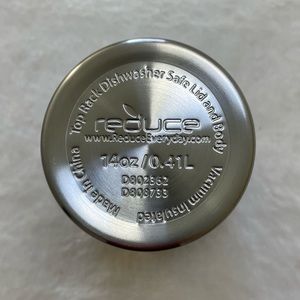 Top Rack Dishwasher Safe Lid and Body
reduce
www.ReduceEveryday.com
14oz/0.41L
D802362
D806733
Made In China
Vacuum Insulated